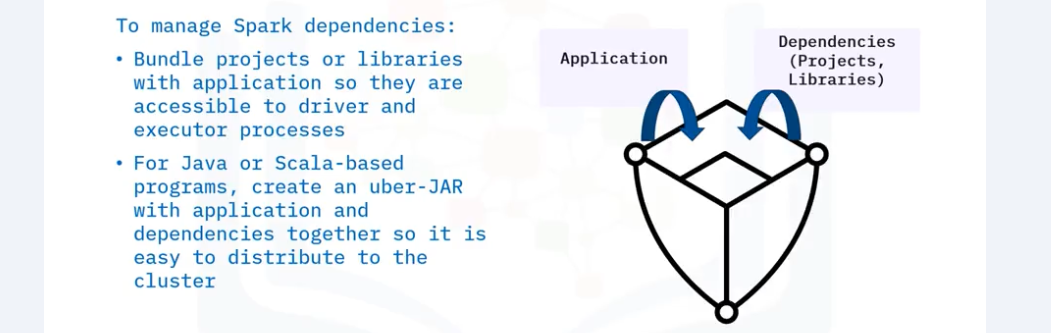 To manage Spark dependencies:
• Bundle projects or libraries
with application so they are
accessible to driver and
executor processes
• For Java or Scala-based
programs, create an uber-JAR
with application and
dependencies together so it is
easy to distribute to the
cluster
Application
Dependencies
(Projects,
Libraries)